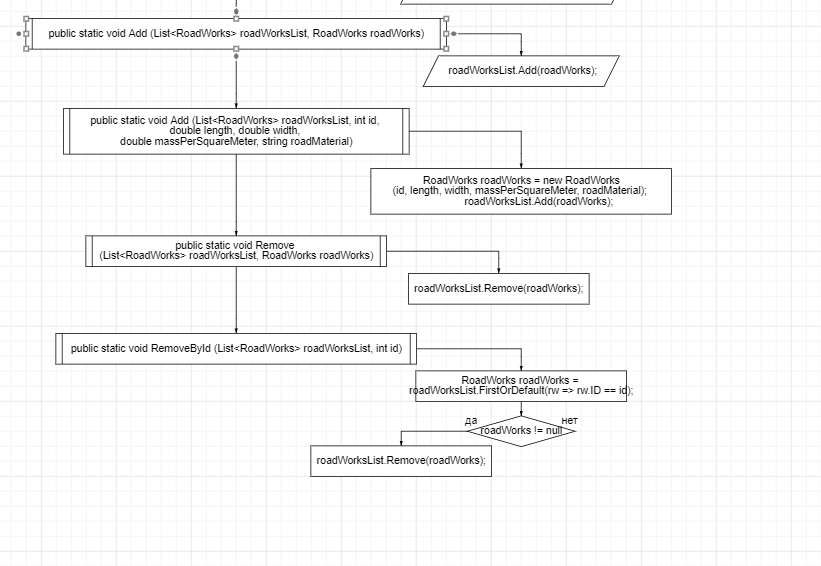 public static void Add (List<RoadWorks> roadWorksList, RoadWorks roadWorks)
roadWorksList.Add(roadWorks);
public static void Add (List<RoadWorks> roadWorksList, int id,
double length, double width,
double massPerSquareMeter, string roadMaterial)
RoadWorks roadWorks = new RoadWorks
(id, length, width, massPerSquareMeter, roadMaterial);
roadWorksList.Add(roadWorks);
public static void Remove
(List<RoadWorks> roadWorksList, RoadWorks roadWorks)
roadWorksList.Remove(roadWorks);
public static void RemoveById (List<RoadWorks> roadWorksList, int id)
RoadWorks roadWorks =
roadWorksList.FirstOrDefault(rw => rw.ID == id);
да
нет
roadWorks != null
roadWorksList.Remove(roadWorks);